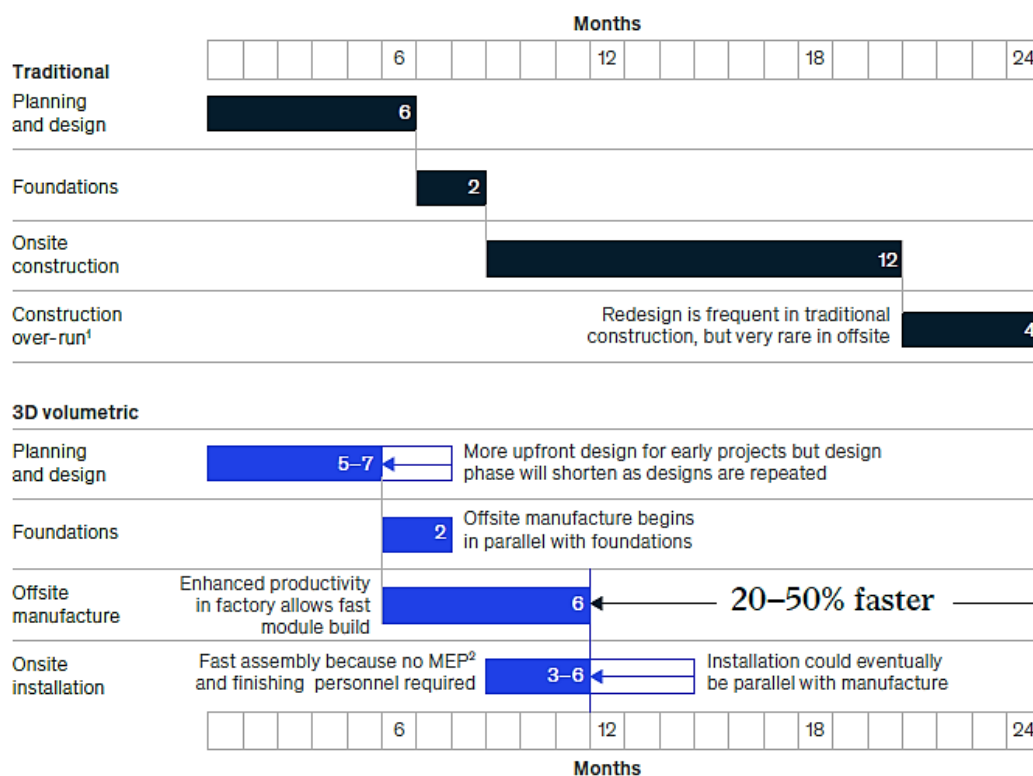 Months
6 12 18 24
Traditional
Planning
and design
6
Foundations
2
Onsite
construction
12
Construction
over-run¹
Redesign is frequent in traditional
construction, but very rare in offsite
4
3D volumetric
Planning
and design
5–7
More upfront design for early projects but design
phase will shorten as designs are repeated
Foundations
2
Offsite manufacture begins
in parallel with foundations
Offsite
manufacture
Enhanced productivity
in factory allows fast
module build
6
20–50% faster
Onsite
installation
Fast assembly because no MEP²
and finishing personnel required
3–6
Installation could eventually
be parallel with manufacture
6 12 18 24
Months